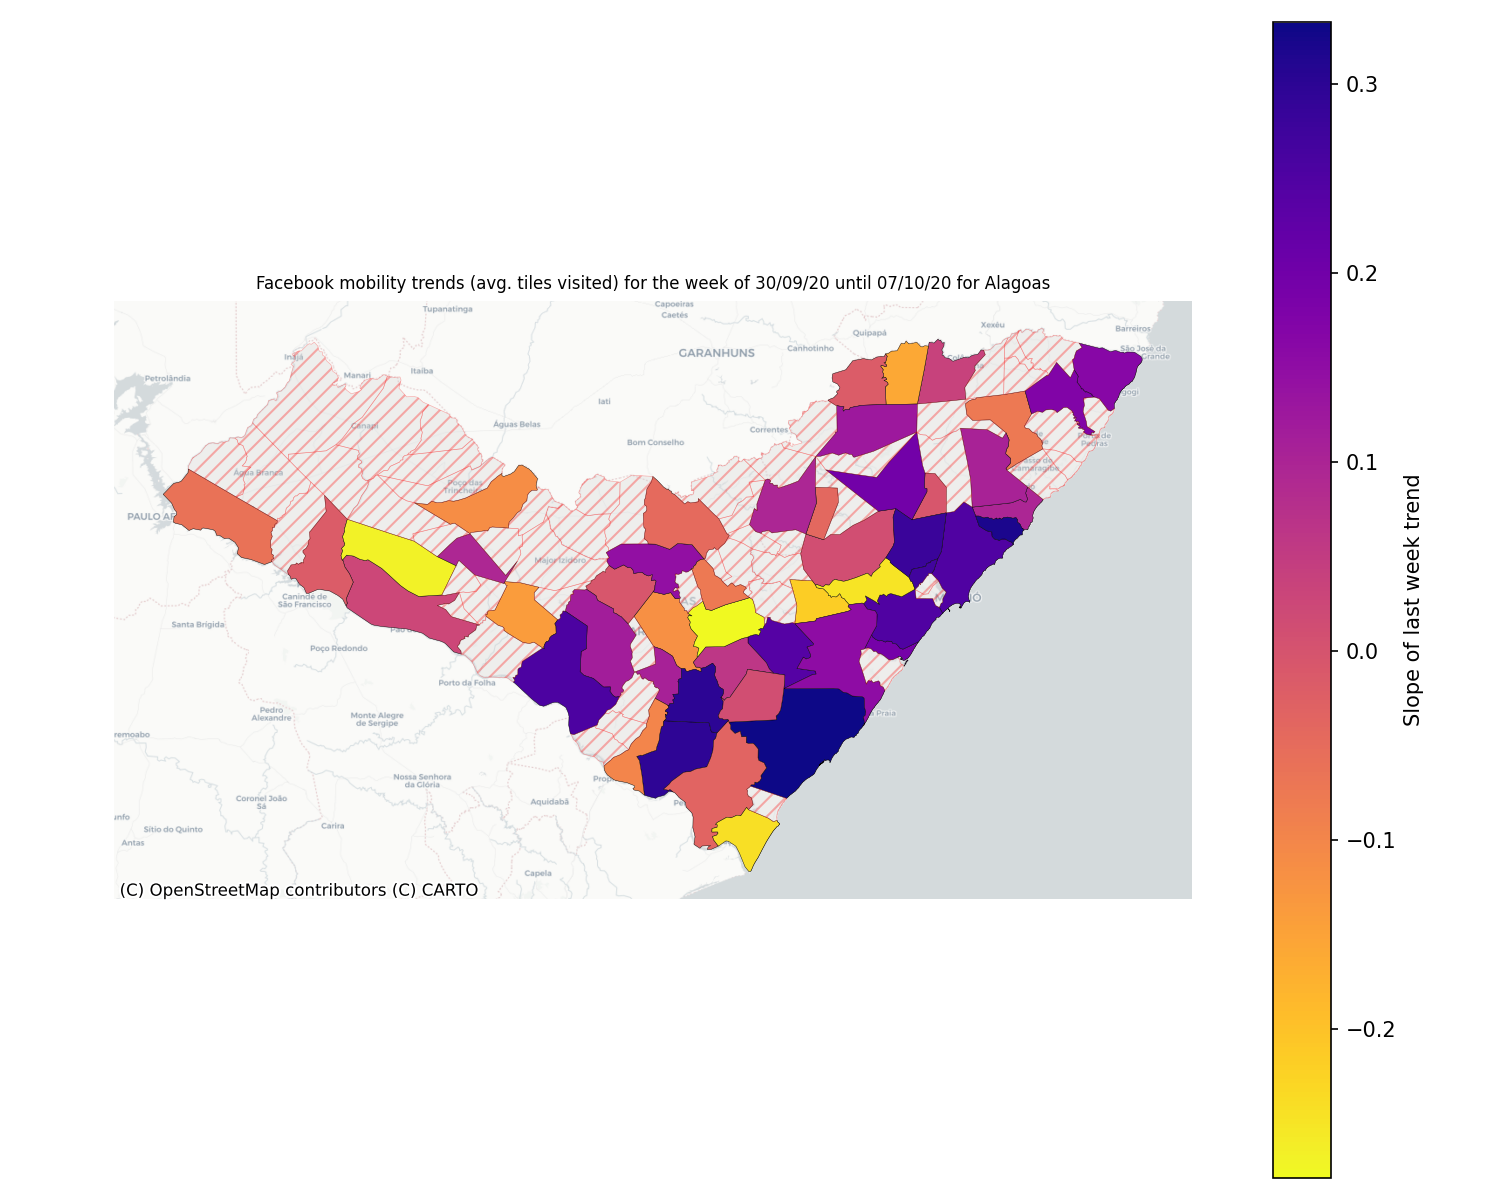 Facebook mobility trends (avg. tiles visited) for the week of 30/09/20 until 07/10/20 for Alagoas
Tupanatinga
Capoeiras
Caetés
Quipapá
Xexéu
Barreiros
Inajá
GARANHUNS
Canhotinho
São José da
Grande
Petrolândia
Manari
Itaíba
Canapi
Iati
Águas Belas
Correntes
Bom Conselho
Água Branca
Poço das
Trincheir
PAULO AF
Major Izidoro
Canindé de
São Francisco
Santa Brígida
Poço Redondo
Porto da Folha
Pedro
Alexandre
Monte Alegre
de Sergipe
a Praia
Nossa Senhora
da Glória
Coronel João
Sá
Aquidabã
Sítio do Quinto
Carira
Antas
Capela
(C) OpenStreetMap contributors (C) CARTO
0.3
0.2
0.1
0.0
−0.1
−0.2
Slope of last week trend